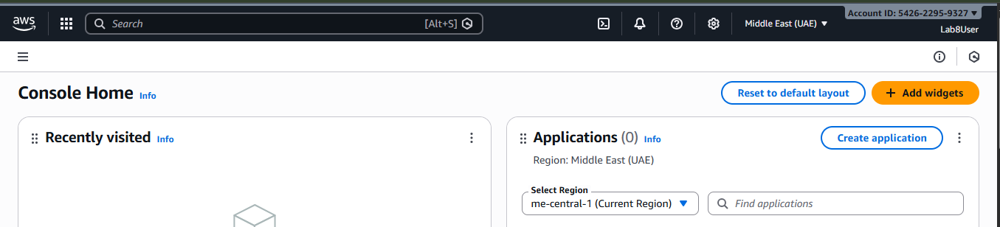 aws
Search [Alt+S]
Middle East (UAE)
Account ID: 5426-2295-9327
Lab8User
Console Home Info
Reset to default layout
Add widgets
Recently visited Info
Applications (0) Info
Create application
Region: Middle East (UAE)
Select Region
me-central-1 (Current Region)
Find applications